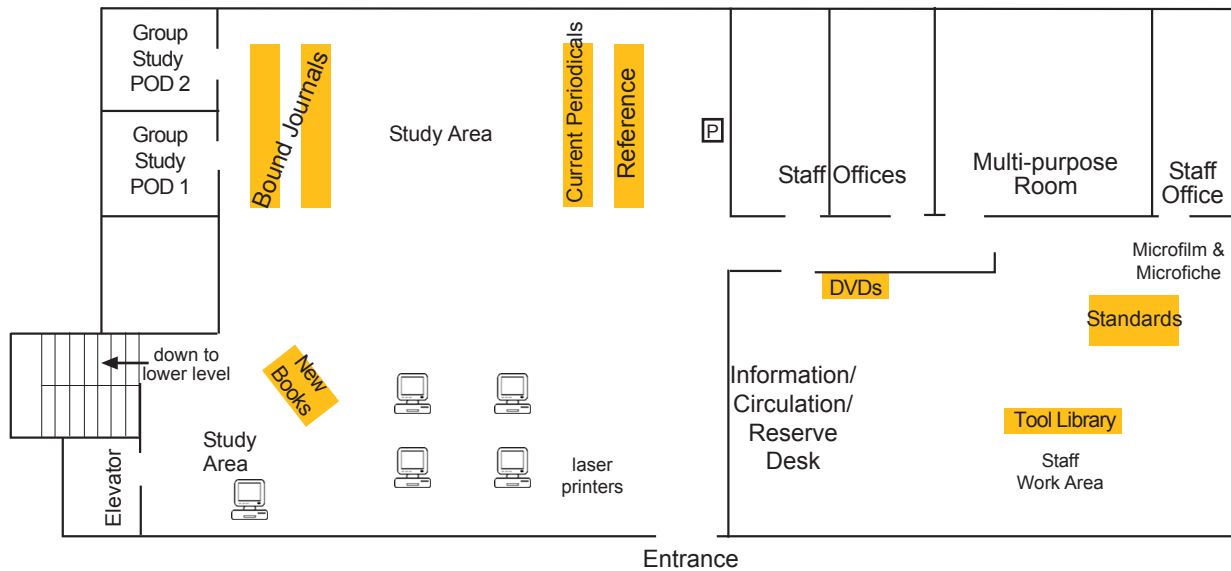 Group
Study
POD 2
Group
Study
POD 1
Bound Journals
Study Area
Current Periodicals
Reference
P
Staff Offices
Multi-purpose
Room
Staff
Office
Microfilm &
Microfiche
DVDs
Standards
down to
lower level
New
Books
Information/
Circulation/
Reserve
Desk
Tool Library
Study
Area
laser
printers
Staff
Work Area
Elevator
Entrance